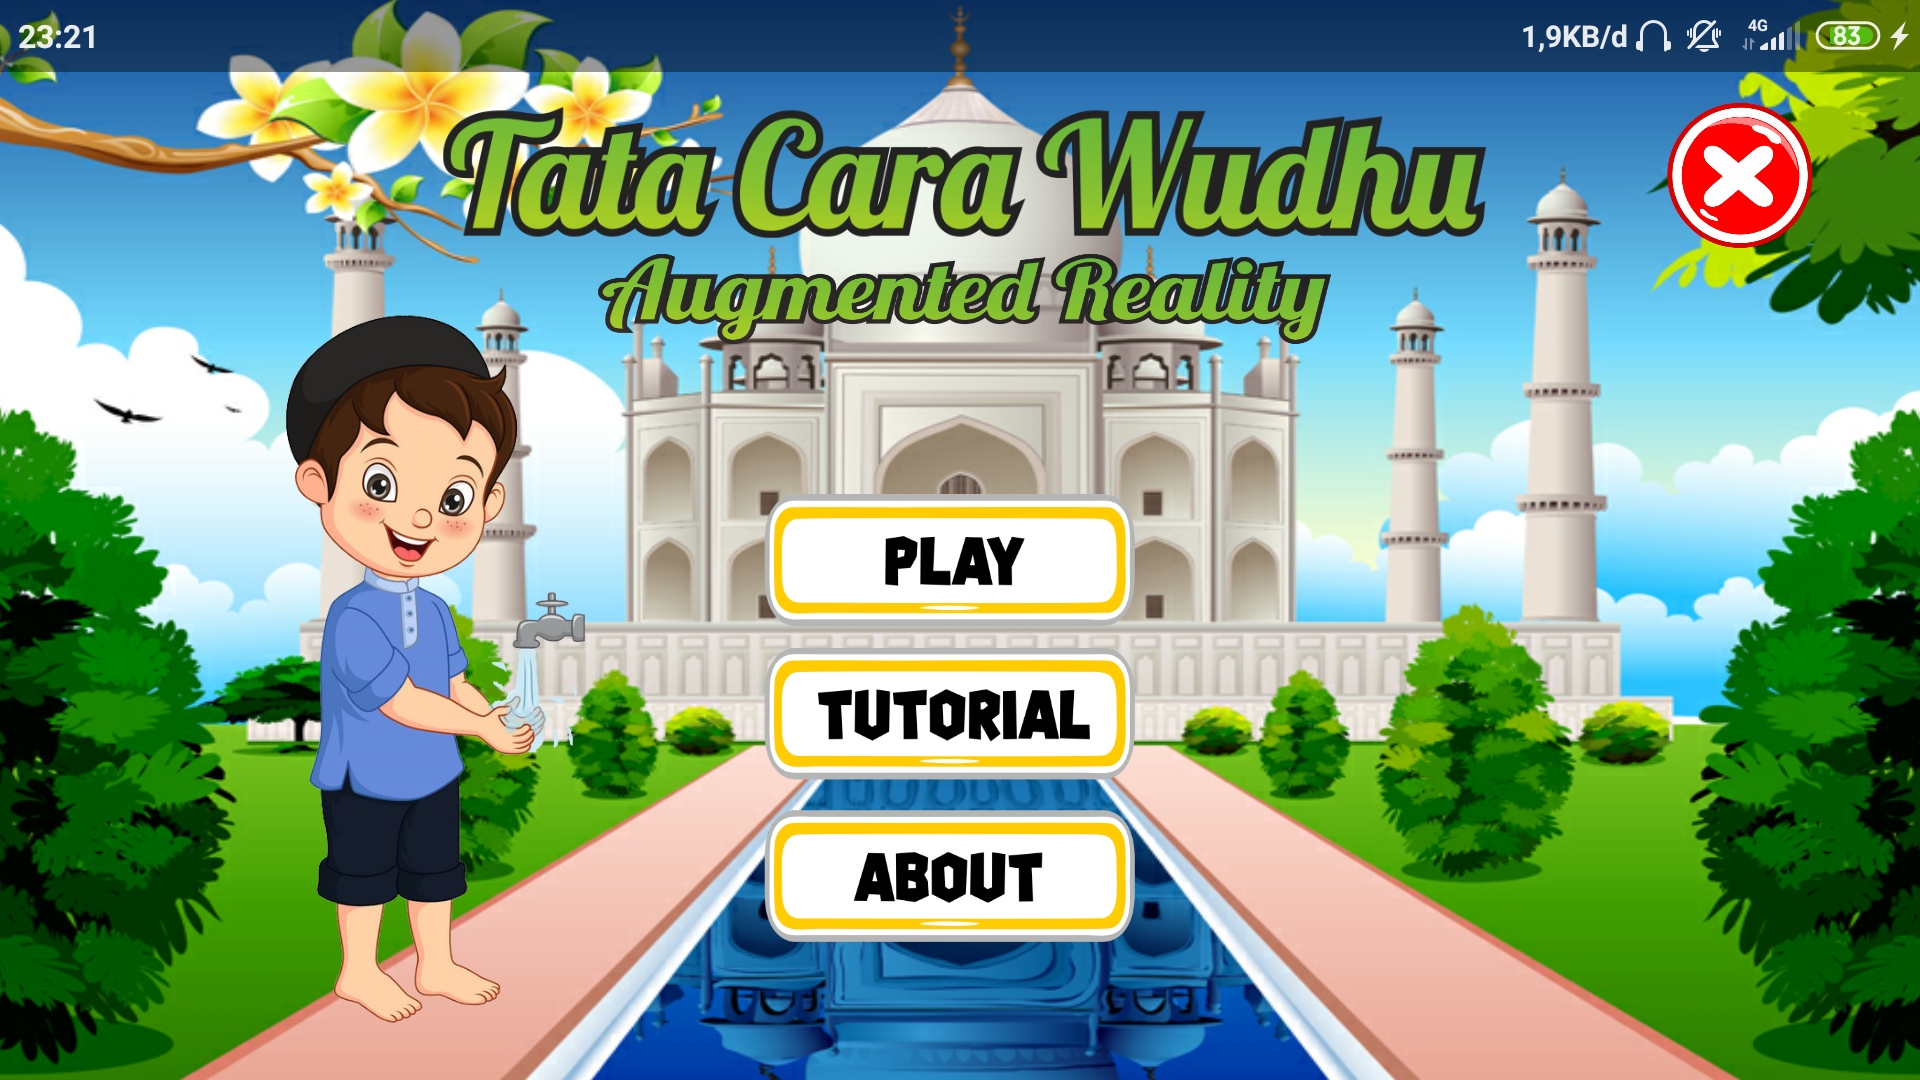 23:21
1,9KB/d 4G 83
Tata Cara Wudhu
Augmented Reality
PLAY
TUTORIAL
ABOUT